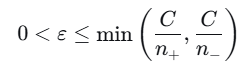 0 < ε ≤ min ( C/n₊ , C/n₋ )